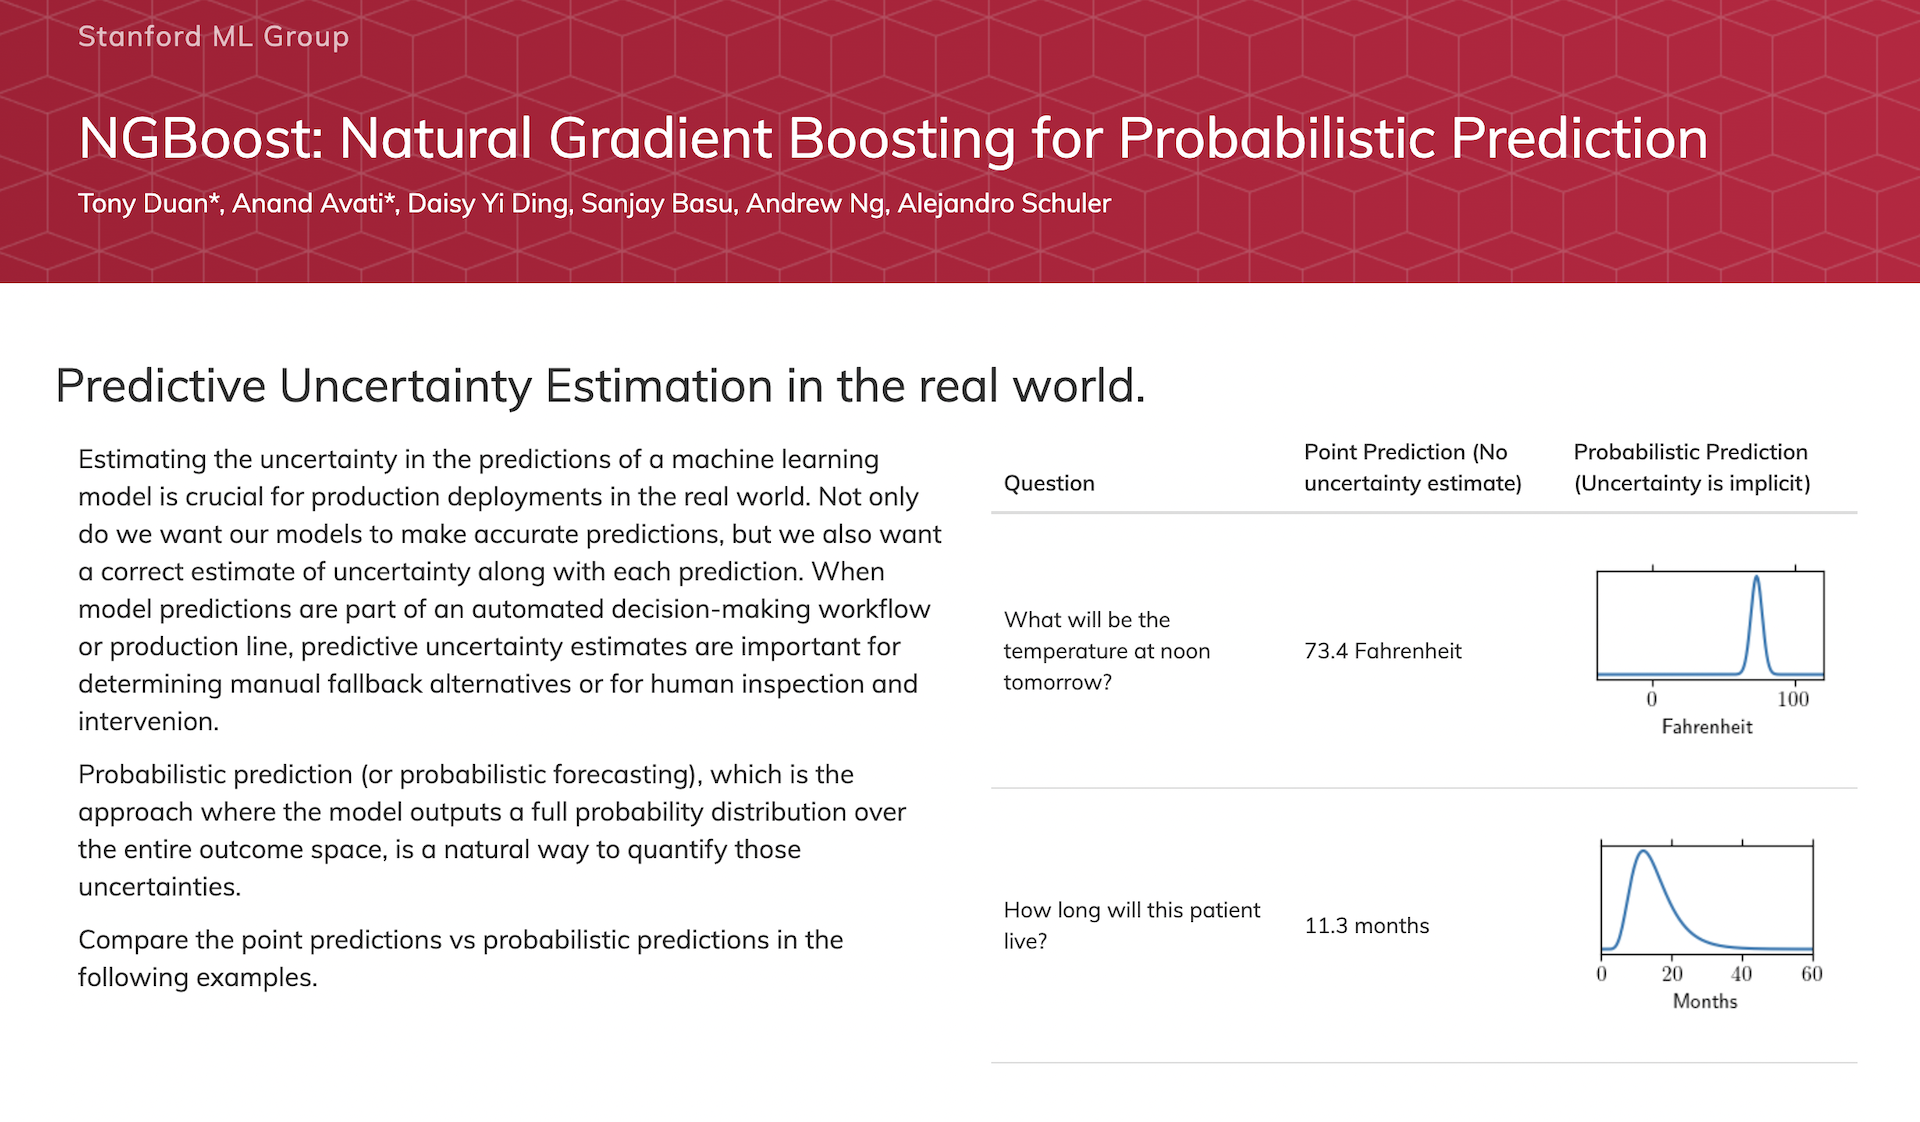 Stanford ML Group
NGBoost: Natural Gradient Boosting for Probabilistic Prediction
Tony Duan*, Anand Avati*, Daisy Yi Ding, Sanjay Basu, Andrew Ng, Alejandro Schuler
Predictive Uncertainty Estimation in the real world.
Estimating the uncertainty in the predictions of a machine learning
model is crucial for production deployments in the real world. Not only
do we want our models to make accurate predictions, but we also want
a correct estimate of uncertainty along with each prediction. When
model predictions are part of an automated decision-making workflow
or production line, predictive uncertainty estimates are important for
determining manual fallback alternatives or for human inspection and
intervenion.
Probabilistic prediction (or probabilistic forecasting), which is the
approach where the model outputs a full probability distribution over
the entire outcome space, is a natural way to quantify those
uncertainties.
Compare the point predictions vs probabilistic predictions in the
following examples.
Question
Point Prediction (No
uncertainty estimate)
Probabilistic Prediction
(Uncertainty is implicit)
What will be the
temperature at noon
tomorrow?
73.4 Fahrenheit
0 100
Fahrenheit
How long will this patient
live?
11.3 months
0 20 40 60
Months